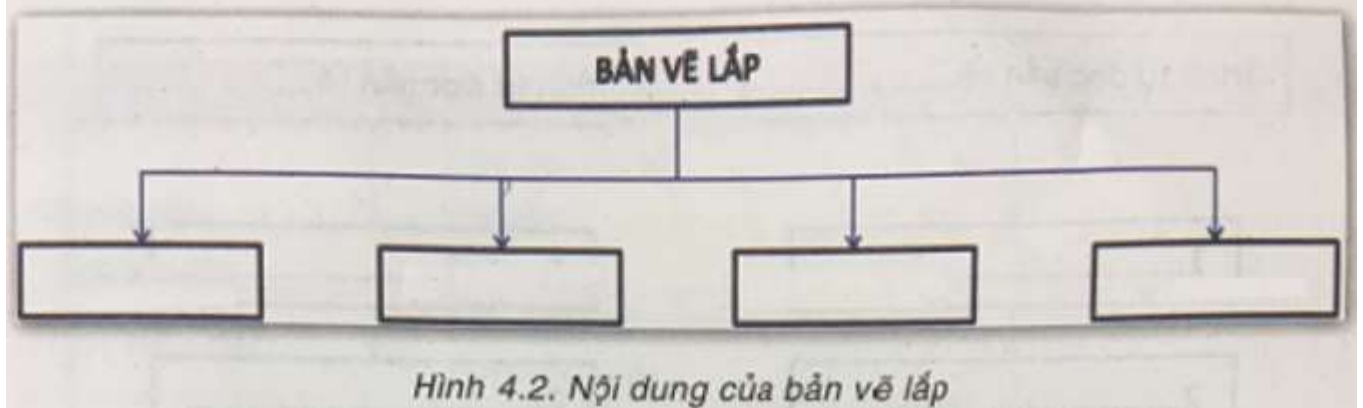 BẢN VẼ LẮP
Hình 4.2. Nội dung của bản vẽ lắp